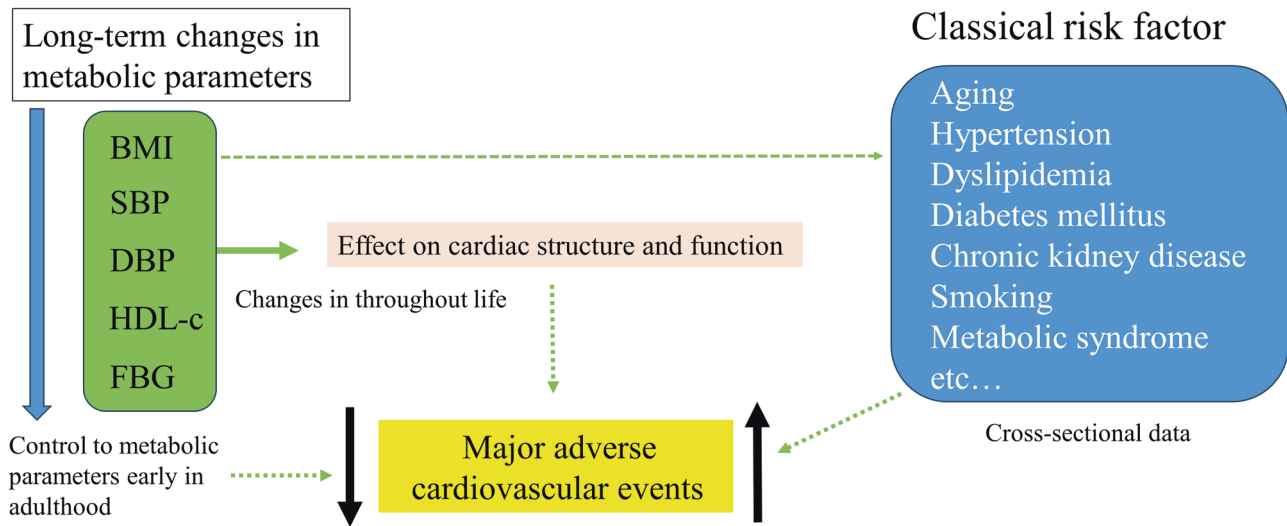 Long-term changes in
metabolic parameters
BMI
SBP
DBP
HDL-c
FBG
Control to metabolic
parameters early in
adulthood
Effect on cardiac structure and function
Changes in throughout life
Major adverse
cardiovascular events
Classical risk factor
Aging
Hypertension
Dyslipidemia
Diabetes mellitus
Chronic kidney disease
Smoking
Metabolic syndrome
etc…
Cross-sectional data